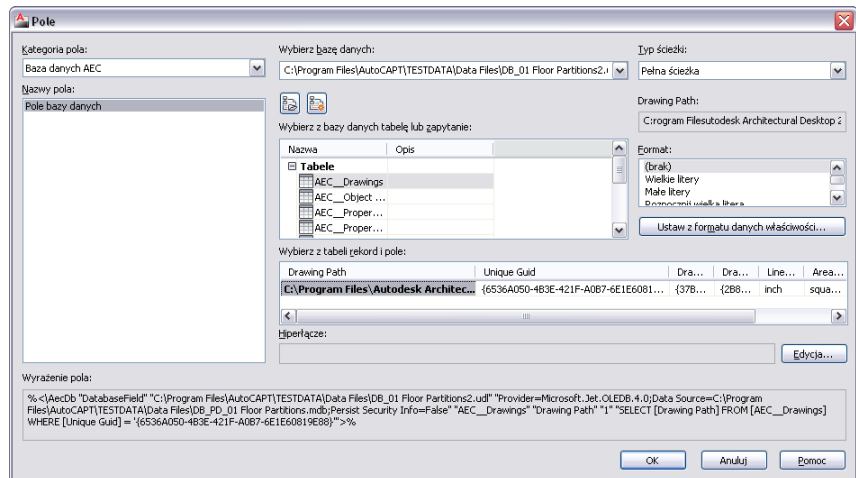 Pole
Kategoria pola:
Baza danych AEC
Nazwy pola:
Pole bazy danych
Wybierz bazę danych:
C:\Program Files\AutoCAPT\TESTDATA\Data Files\DB_01 Floor Partitions2.
Typ ścieżki:
Pełna ścieżka
Drawing Path:
C:rogram Filesutodesk Architectural Desktop 2
Wybierz z bazy danych tabelę lub zapytanie:
Nazwa Opis
Tabele
AEC__Drawings
AEC__Object ...
AEC__Proper...
AEC__Proper...
Format:
(brak)
Wielkie litery
Małe litery
Rozpocznij wielką literą
Ustaw z formatu danych właściwości...
Wybierz z tabeli rekord i pole:
Drawing Path Unique Guid Dra... Dra... Line... Area...
C:\Program Files\Autodesk Architec... {6536A050-4B3E-421F-A0B7-6E1E6081... {37B... {2B8... inch squa...
Hiperłącze:
Edycja...
Wyrażenie pola:
%<\AecDb "DatabaseField" "C:\Program Files\AutoCAPT\TESTDATA\Data Files\DB_01 Floor Partitions2.udl" "Provider=Microsoft.Jet.OLEDB.4.0;Data Source=C:\Program
Files\AutoCAPT\TESTDATA\Data Files\DB_PD_01 Floor Partitions.mdb;Persist Security Info=False" "AEC__Drawings" "Drawing Path" "1" "SELECT [Drawing Path] FROM [AEC__Drawings]
WHERE [Unique Guid] = '{6536A050-4B3E-421F-A0B7-6E1E60819E88}'">%
OK Anuluj Pomoc